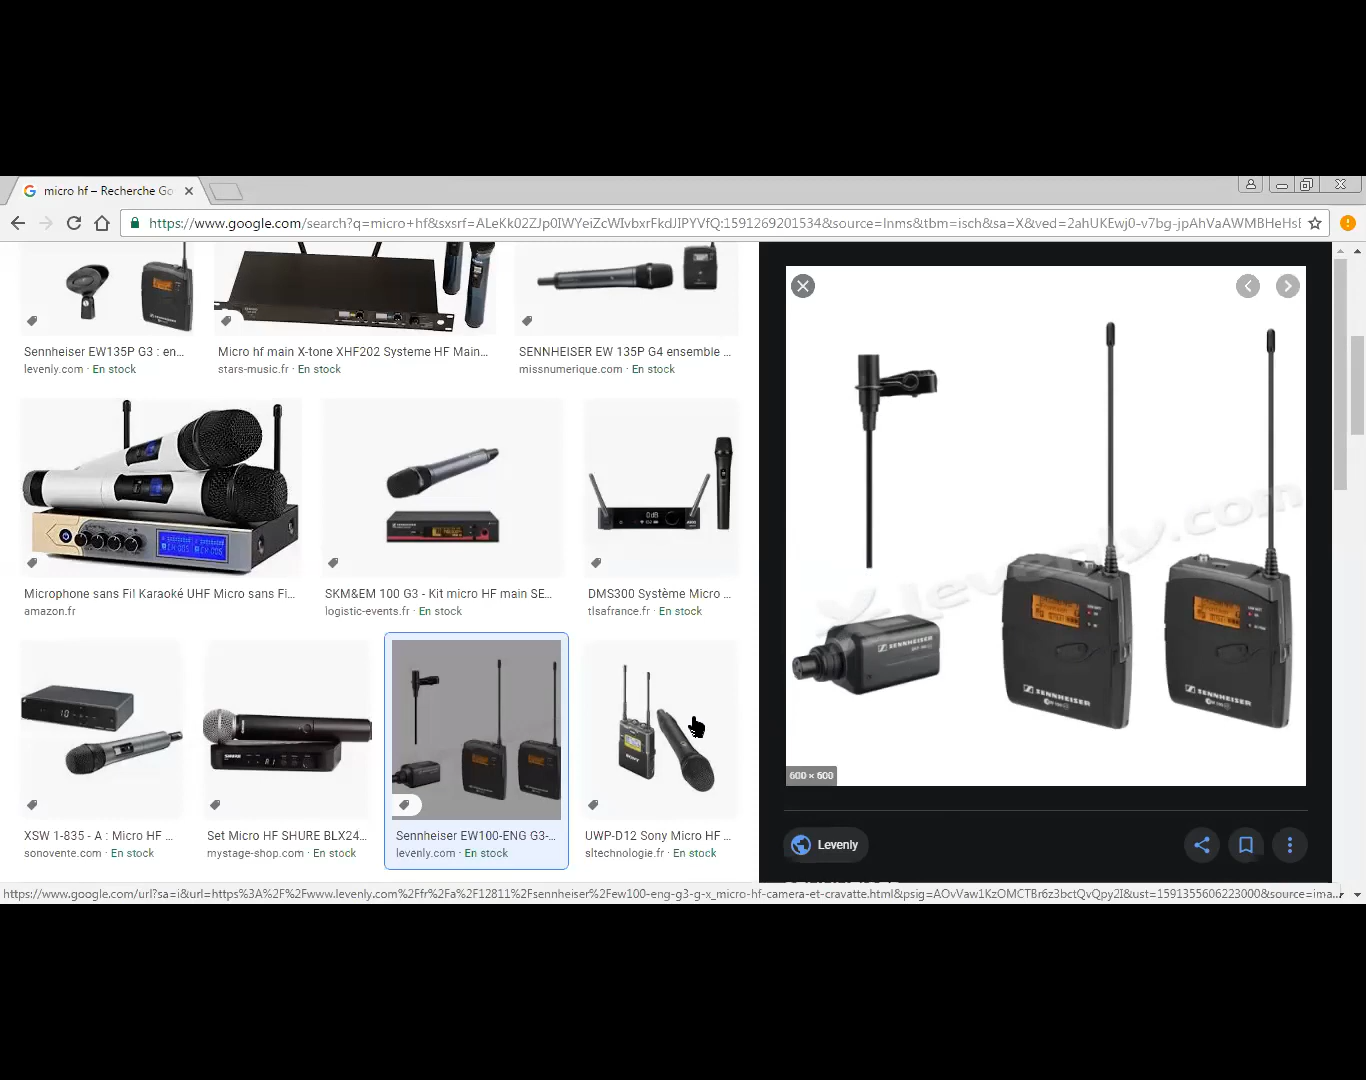 micro hf – Recherche Go
https://www.google.com/search?q=micro+hf&sxsrf=ALeKk02ZJp0IWYeiZcWIvbxrFkdJIPYVfQ:1591269201534&source=lnms&tbm=isch&sa=X&ved=2ahUKEwj0-v7bg-jpAhVaAWMBHeHsE
Sennheiser EW135P G3 : en...
levenly.com · En stock
Micro hf main X-tone XHF202 Systeme HF Main...
stars-music.fr · En stock
SENNHEISER EW 135P G4 ensemble ...
missnumerique.com · En stock
Microphone sans Fil Karaoké UHF Micro sans Fi...
amazon.fr
SKM&EM 100 G3 - Kit micro HF main SE...
logistic-events.fr · En stock
DMS300 Système Micro ...
tlsafrance.fr · En stock
XSW 1-835 - A : Micro HF ...
sonovente.com · En stock
Set Micro HF SHURE BLX24...
mystage-shop.com · En stock
Sennheiser EW100-ENG G3-...
levenly.com · En stock
UWP-D12 Sony Micro HF ...
sltechnologie.fr · En stock
levenly.com
SENNHEISER
SENNHEISER
SENNHEISER
600 × 600
Levenly
https://www.google.com/url?sa=i&url=https%3A%2F%2Fwww.levenly.com%2Ffr%2Fa%2F12811%2Fsennheiser%2Few100-eng-g3-g-x_micro-hf-camera-et-cravatte.html&psig=AOvVaw1KzOMCTBr6z3bctQvQpy2I&ust=1591355606223000&source=ima...